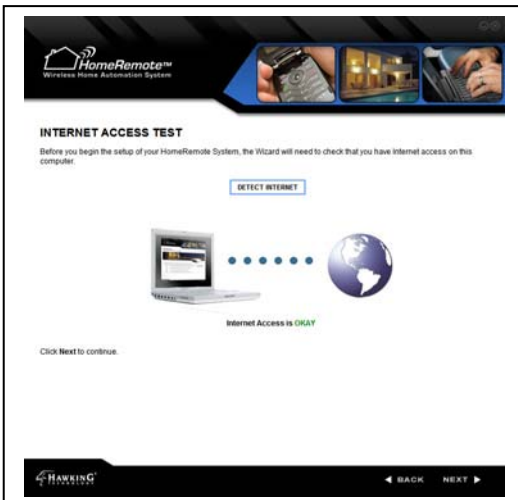 HomeRemote™
Wireless Home Automation System
INTERNET ACCESS TEST
Before you begin the setup of your HomeRemote System, the Wizard will need to check that you have Internet access on this
computer.
DETECT INTERNET
Internet Access is OKAY
Click Next to continue.
HAWKING
TECHNOLOGY
BACK NEXT